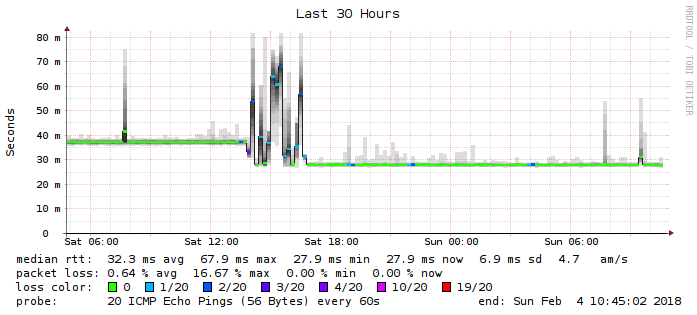 Last 30 Hours
RRDTOOL / TOBI OETIKER
Seconds
80 m
70 m
60 m
50 m
40 m
30 m
20 m
10 m
0
Sat 06:00 Sat 12:00 Sat 18:00 Sun 00:00 Sun 06:00
median rtt: 32.3 ms avg 67.9 ms max 27.9 ms min 27.9 ms now 6.9 ms sd 4.7 am/s
packet loss: 0.64 % avg 16.67 % max 0.00 % min 0.00 % now
loss color: 0 1/20 2/20 3/20 4/20 10/20 19/20
probe: 20 ICMP Echo Pings (56 Bytes) every 60s end: Sun Feb 4 10:45:02 2018